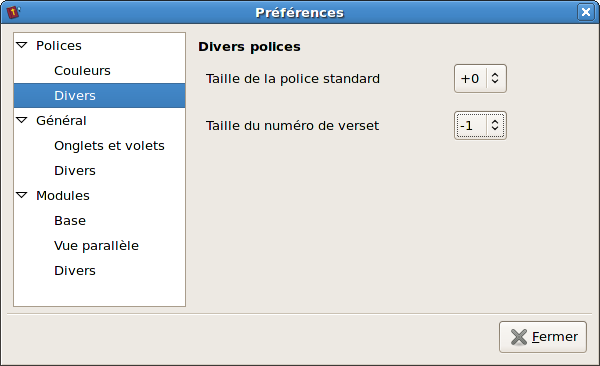 Préférences
Polices
Couleurs
Divers
Général
Onglets et volets
Divers
Modules
Base
Vue parallèle
Divers
Divers polices
Taille de la police standard +0
Taille du numéro de verset -1
Fermer